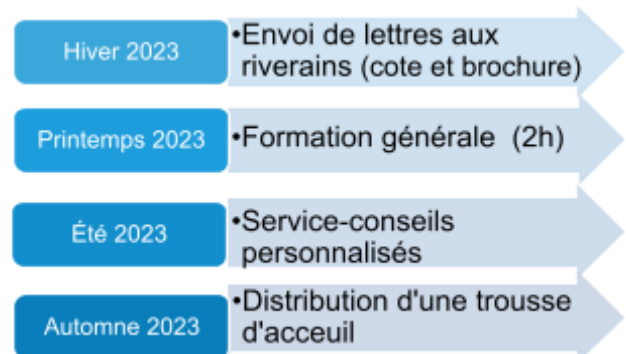 Hiver 2023
•Envoi de lettres aux
riverains (cote et brochure)
Printemps 2023
•Formation générale (2h)
Été 2023
•Service-conseils
personnalisés
Automne 2023
•Distribution d'une trousse
d'acceuil